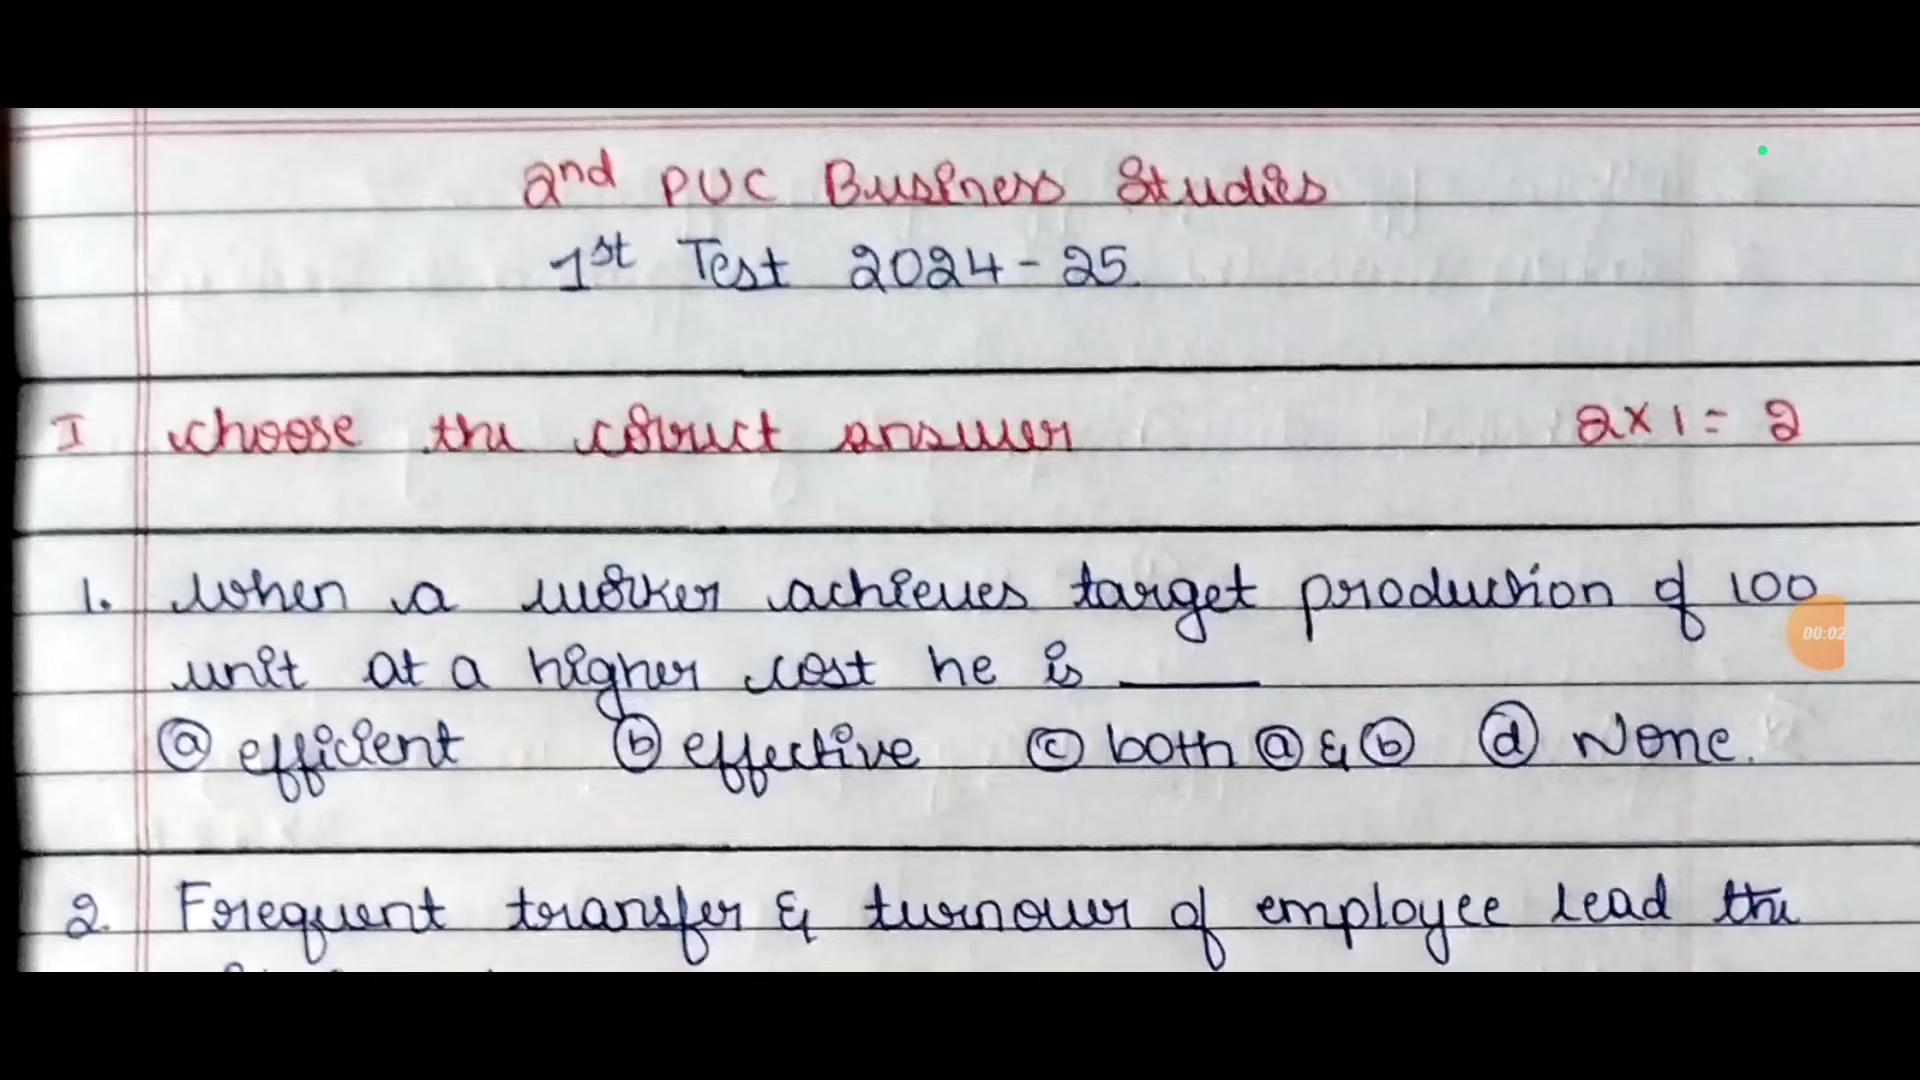 2nd PUC Business Studies
1st Test 2024-25
I choose the correct answer 2×1=2
1. When a worker achieves target production of 100
00:02
unit at a higher cost he is ____
ⓐ efficient ⓑ effective ⓒ both ⓐ & ⓑ ⓓ None.
2. Frequent transfer & turnover of employee lead the